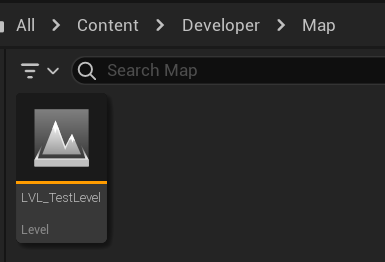 All > Content > Developer > Map
Search Map
LVL_TestLevel
Level